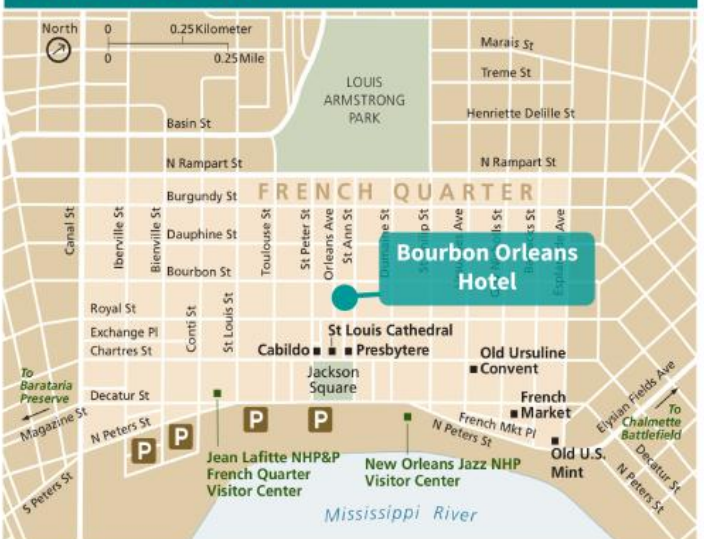 North
0
0.25 Kilometer
0
0.25 Mile
Marais St
Treme St
LOUIS
ARMSTRONG
PARK
Henriette Delille St
Basin St
N Rampart St
N Rampart St
Burgundy St
FRENCH QUARTER
Canal St
Iberville St
Bienville St
Dauphine St
Toulouse St
St Peter St
Orleans Ave
St Ann St
Bourbon St
Bourbon Orleans
Hotel
Royal St
Conti St
St Louis St
Exchange Pl
St Louis Cathedral
Chartres St
Cabildo
Presbytere
Old Ursuline
Convent
Jackson
Square
To
Barataria
Preserve
Decatur St
Magazine St
N Peters St
P
P
P
P
French
Market
French Mkt Pl
N Peters St
Elysian Fields Ave
To
Chalmette
Battlefield
Old U.S.
Mint
Decatur St
N Peters St
S Peters St
Jean Lafitte NHP&P
French Quarter
Visitor Center
New Orleans Jazz NHP
Visitor Center
Mississippi River